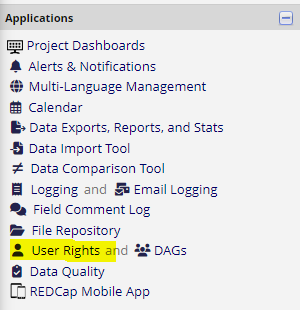 Applications
Project Dashboards
Alerts & Notifications
Multi-Language Management
Calendar
Data Exports, Reports, and Stats
Data Import Tool
Data Comparison Tool
Logging and Email Logging
Field Comment Log
File Repository
User Rights and DAGs
Data Quality
REDCap Mobile App